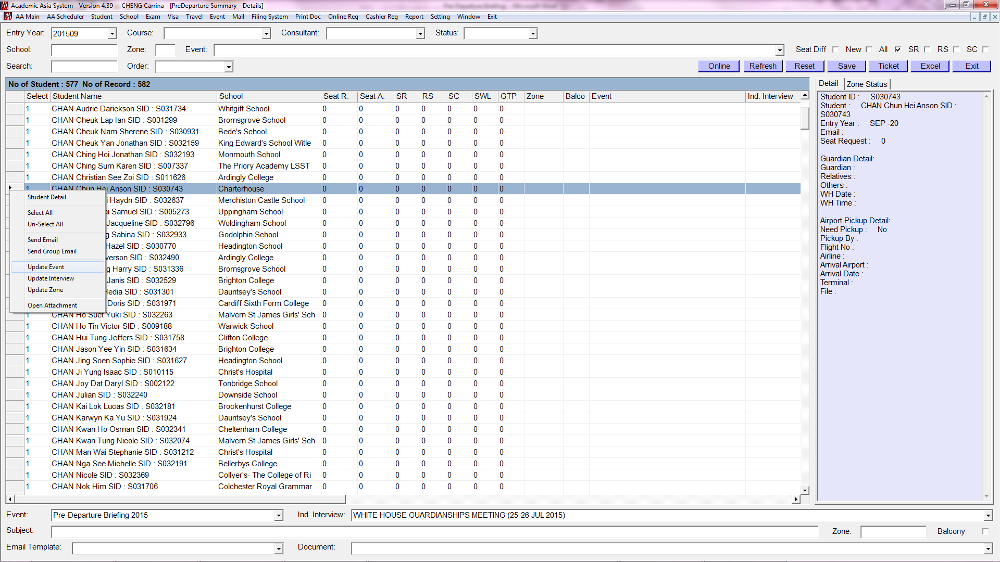 Academic Asia System - Version 4.39    CHENG Carrina - [PreDeparture Summary - Details]
AA Main AA Scheduler Student School Exam Visa Travel Event Mail Filing System Print Doc Online Reg Cashier Reg Report Setting Window Exit
Entry Year: 201509 Course: Consultant: Status:
School: Zone: Event: Seat Diff New All SR RS SC
Search: Order: Online Refresh Reset Save Ticket Excel Exit
No of Student : 577 No of Record : 582
Select Student Name School Seat R. Seat A. SR RS SC SWL GTP Zone Balco Event Ind. Interview
1 CHAN Audric Darickson SID : S031734 Whitgift School 0 0 0 0 0 0 0
1 CHAN Cheuk Lap Ian SID : S031299 Bromsgrove School 0 0 0 0 0 0 0
1 CHAN Cheuk Nam Sherene SID : S030931 Bede's School 0 0 0 0 0 0 0
1 CHAN Cheuk Yan Jonathan SID : S032159 King Edward's School Witle 0 0 0 0 0 0 0
1 CHAN Ching Hoi Jonathan SID : S032193 Monmouth School 0 0 0 0 0 0 0
1 CHAN Ching Sum Karen SID : S007337 The Priory Academy LSST 0 0 0 0 0 0 0
1 CHAN Christian See Zoi SID : S011626 Ardingly College 0 0 0 0 0 0 0
1 CHAN Chun Hei Anson SID : S030743 Charterhouse 0 0 0 0 0 0 0
i Haydn SID : S032637 Merchiston Castle School 0 0 0 0 0 0 0
ai Samuel SID : S005273 Uppingham School 0 0 0 0 0 0 0
Jacqueline SID : S032796 Woldingham School 0 0 0 0 0 0 0
g Sabina SID : S032933 Godolphin School 0 0 0 0 0 0 0
Hazel SID : S030770 Headington School 0 0 0 0 0 0 0
verson SID : S032490 Ardingly College 0 0 0 0 0 0 0
g Harry SID : S031336 Bromsgrove School 0 0 0 0 0 0 0
Janis SID : S032529 Brighton College 0 0 0 0 0 0 0
Hedia SID : S031301 Dauntsey's School 0 0 0 0 0 0 0
Doris SID : S031971 Cardiff Sixth Form College 0 0 0 0 0 0 0
1 CHAN Ho Suet Yuki SID : S032263 Malvern St James Girls' Sch 0 0 0 0 0 0 0
1 CHAN Ho Tin Victor SID : S009188 Warwick School 0 0 0 0 0 0 0
1 CHAN Hui Tung Jeffers SID : S031758 Clifton College 0 0 0 0 0 0 0
1 CHAN Jason Yee Yin SID : S031634 Brighton College 0 0 0 0 0 0 0
1 CHAN Jing Soen Sophie SID : S031627 Headington School 0 0 0 0 0 0 0
1 CHAN Ji Yung Isaac SID : S010115 Christ's Hospital 0 0 0 0 0 0 0
1 CHAN Joy Dat Daryl SID : S002122 Tonbridge School 0 0 0 0 0 0 0
1 CHAN Julian SID : S032240 Downside School 0 0 0 0 0 0 0
1 CHAN Kai Lok Lucas SID : S032181 Brockenhurst College 0 0 0 0 0 0 0
1 CHAN Karwyn Ka Yu SID : S031924 Dauntsey's School 0 0 0 0 0 0 0
1 CHAN Kwan Ho Osman SID : S032341 Cheltenham College 0 0 0 0 0 0 0
1 CHAN Kwan Tung Nicole SID : S032074 Malvern St James Girls' Sch 0 0 0 0 0 0 0
1 CHAN Man Wai Stephanie SID : S031212 Christ's Hospital 0 0 0 0 0 0 0
1 CHAN Nga See Michelle SID : S032191 Bellerbys College 0 0 0 0 0 0 0
1 CHAN Nicole SID : S032369 Collyer's- The College of Ri 0 0 0 0 0 0 0
1 CHAN Nok Him SID : S031706 Colchester Royal Grammar 0 0 0 0 0 0 0
Student Detail
Select All
Un-Select All
Send Email
Send Group Email
Update Event
Update Interview
Update Zone
Open Attachment
Detail Zone Status
Student ID : S030743
Student : CHAN Chun Hei Anson SID :
S030743
Entry Year : SEP -20
Email :
Seat Request : 0
Guardian Detail:
Guardian :
Relatives :
Others :
WH Date :
WH Time :
Airport Pickup Detail:
Need Pickup : No
Pickup By :
Flight No :
Airline :
Arrival Airport :
Arrival Date :
Terminal :
File :
Event: Pre-Departure Briefing 2015 Ind. Interview: WHITE HOUSE GUARDIANSHIPS MEETING (25-26 JUL 2015)
Subject: Zone: Balcony
Email Template: Document: